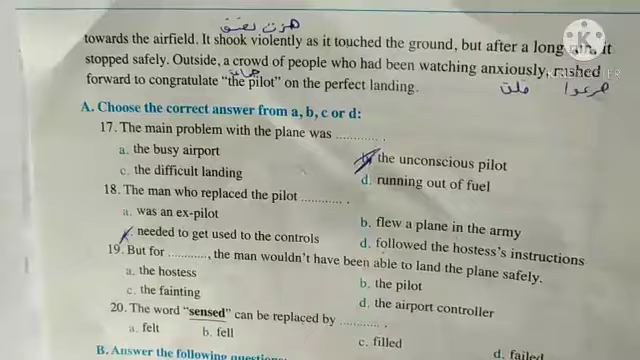 هزت بعنف
towards the airfield. It shook violently as it touched the ground, but after a long run, it
stopped safely. Outside, a crowd of people who had been watching anxiously, rushed
forward to congratulate "the pilot" on the perfect landing.
A. Choose the correct answer from a, b, c or d:
17. The main problem with the plane was ............ .
a. the busy airport
b. the unconscious pilot
c. the difficult landing
d. running out of fuel
18. The man who replaced the pilot ............ .
a. was an ex-pilot
b. flew a plane in the army
c. needed to get used to the controls
d. followed the hostess's instructions
19. But for ............, the man wouldn't have been able to land the plane safely.
a. the hostess
b. the pilot
c. the fainting
d. the airport controller
20. The word "sensed" can be replaced by ............ .
a. felt
b. fell
c. filled
d. failed
B. Answer the following questions: